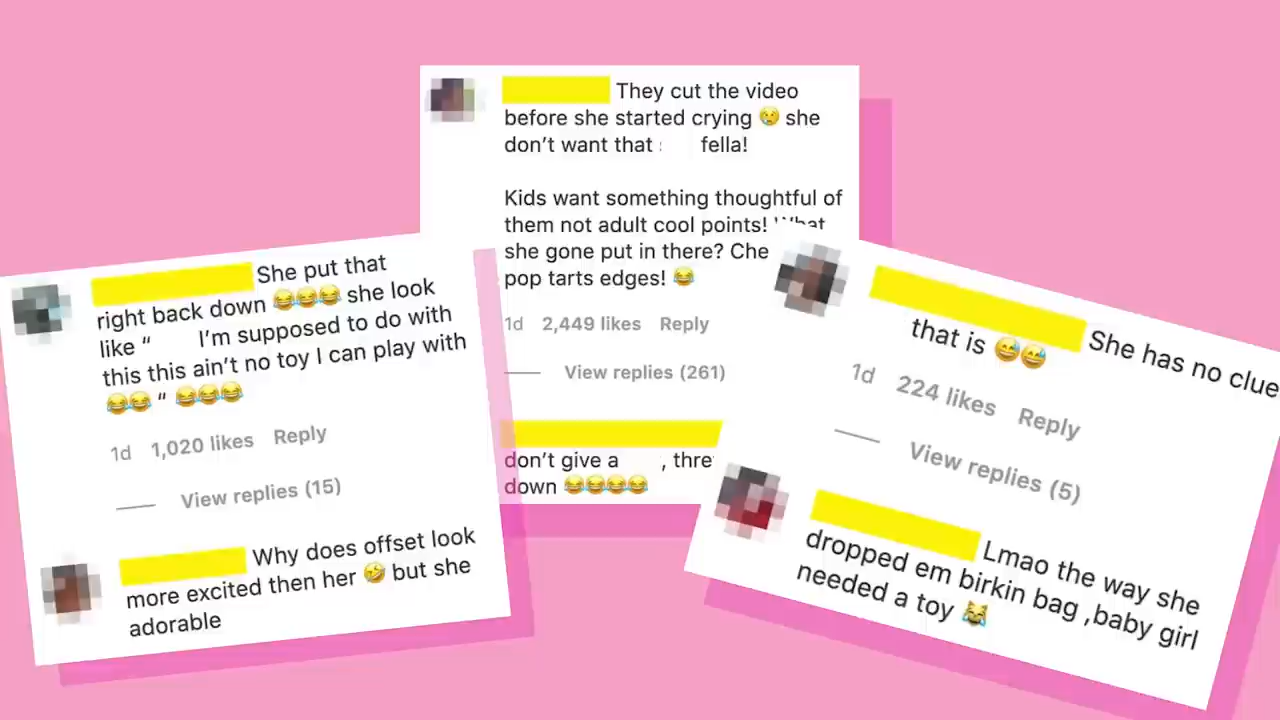 She put that
right back down 😂😂😂 she look
like “ I’m supposed to do with
this this ain’t no toy I can play with
😂😂 “ 😂😂😂
1d 1,020 likes Reply
View replies (15)
Why does offset look
more excited then her 🤣 but she
adorable
They cut the video
before she started crying 😢 she
don’t want that fella!
Kids want something thoughtful of
them not adult cool points! What
she gone put in there? Che
pop tarts edges! 😂
1d 2,449 likes Reply
View replies (261)
don’t give a , thre
down 😂😂😂😂
She has no clue
that is 😅😅
1d 224 likes Reply
View replies (5)
Lmao the way she
dropped em birkin bag ,baby girl
needed a toy 😹